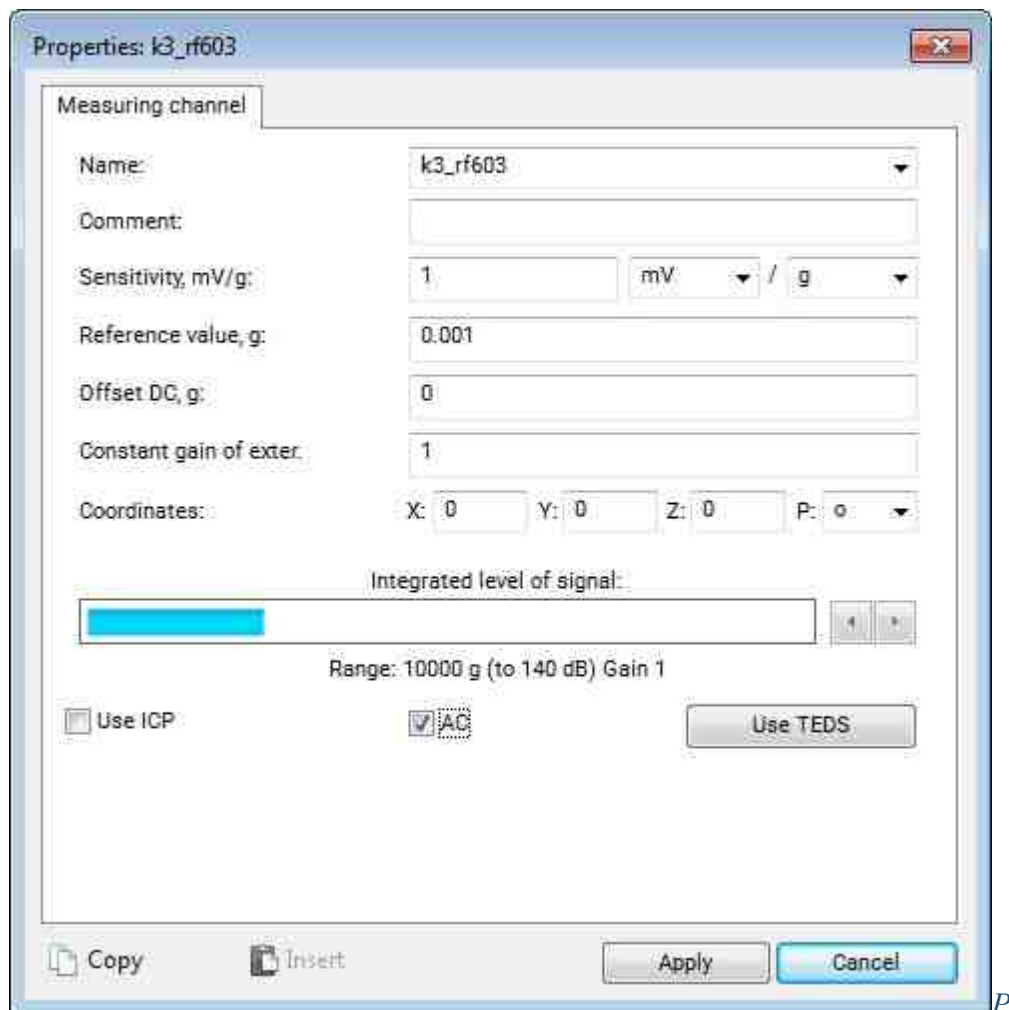 Properties: k3_rf603
Measuring channel
Name: k3_rf603
Comment:
Sensitivity, mV/g: 1 mV / g
Reference value, g: 0.001
Offset DC, g: 0
Constant gain of exter. 1
Coordinates: X: 0 Y: 0 Z: 0 P: o
Integrated level of signal:
Range: 10000 g (to 140 dB) Gain 1
Use ICP AC Use TEDS
Copy Insert Apply Cancel
P